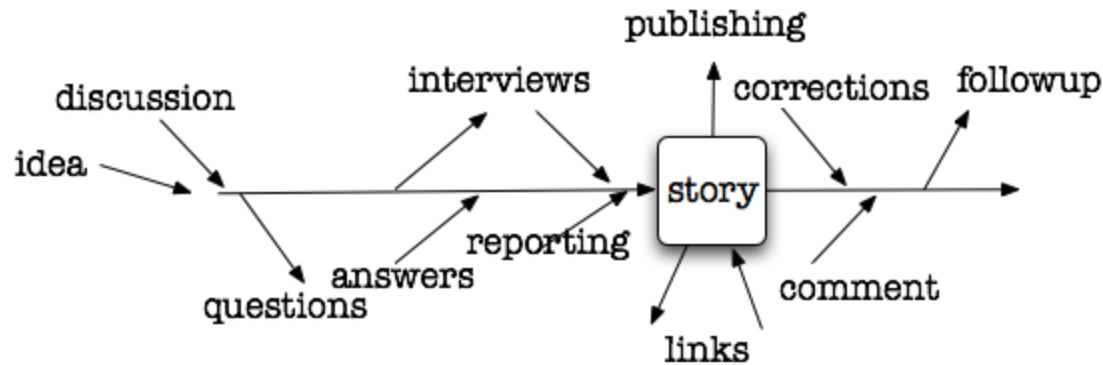 publishing
interviews
corrections
followup
discussion
idea
story
reporting
answers
questions
comment
links